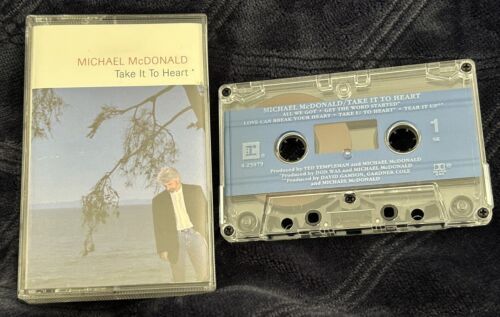 MICHAEL McDONALD
Take It To Heart
MICHAEL McDONALD/TAKE IT TO HEART
ALL WE GOT • GET THE WORD STARTED*
LOVE CAN BREAK YOUR HEART • TAKE IT TO HEART+ • TEAR IT UP
1
4-25979
Produced by TED TEMPLEMAN and MICHAEL McDONALD
*Produced by DON WAS and MICHAEL McDONALD
+Produced by DAVID GAMSON, GARDNER COLE
and MICHAEL McDONALD